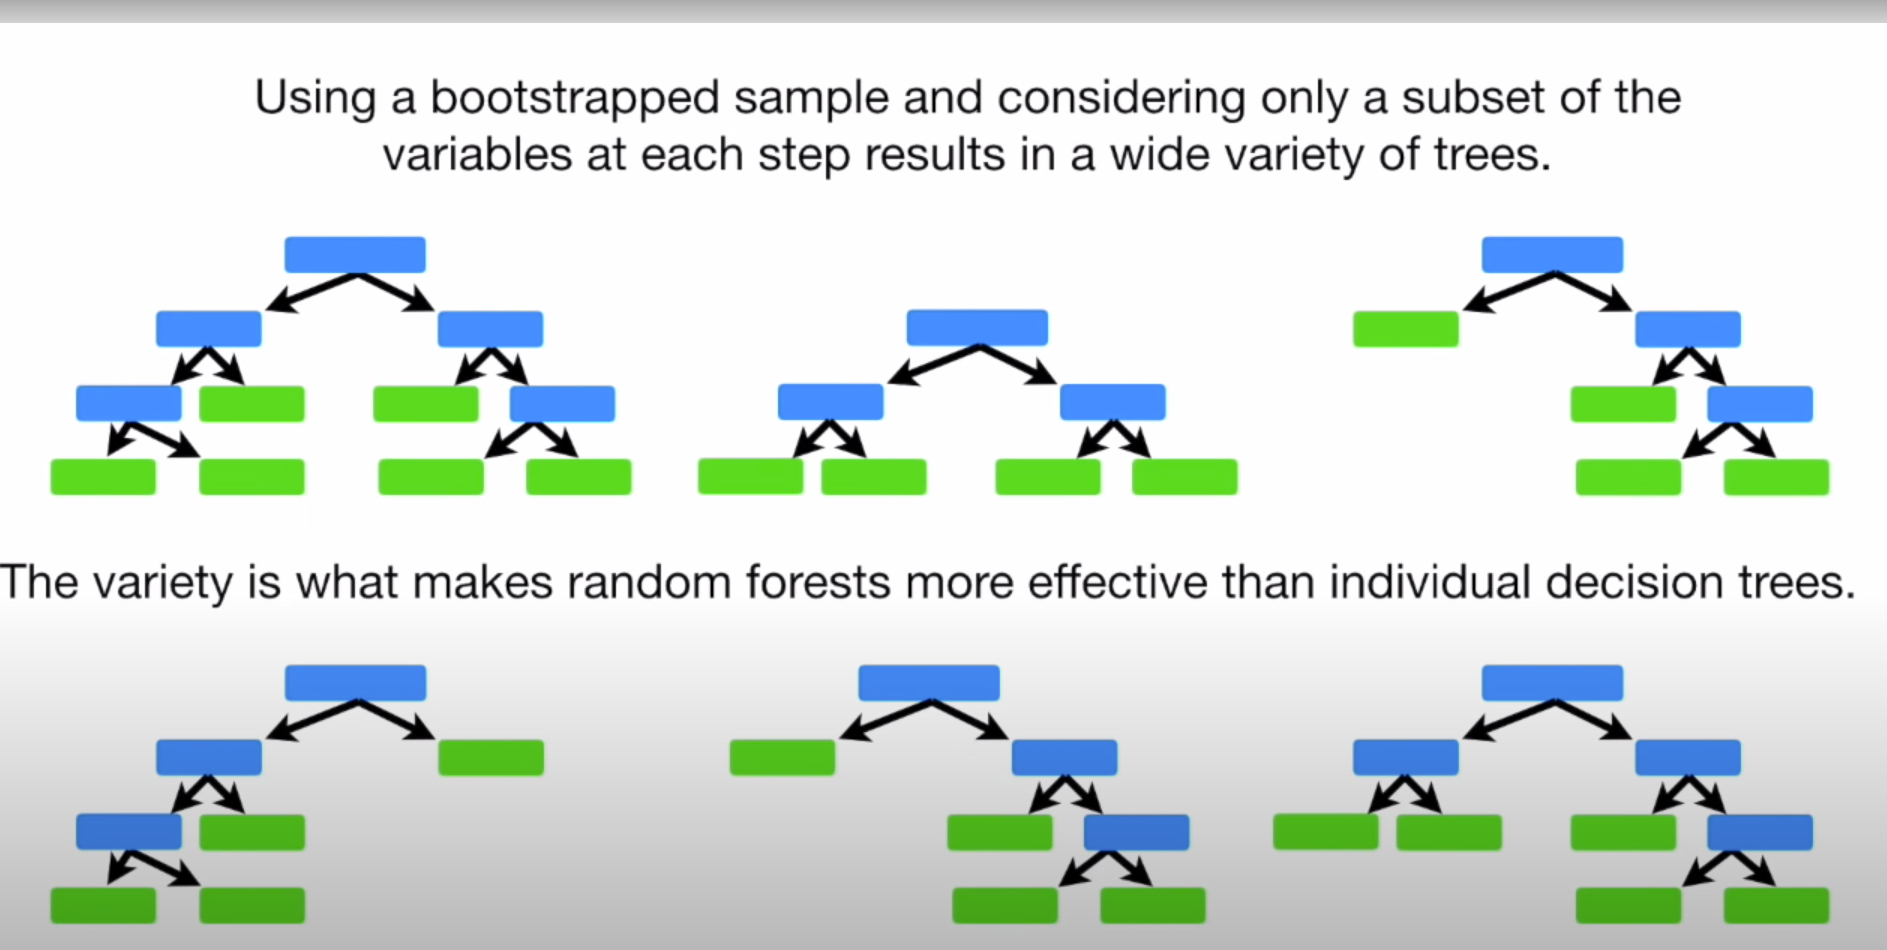 Using a bootstrapped sample and considering only a subset of the
variables at each step results in a wide variety of trees.
The variety is what makes random forests more effective than individual decision trees.